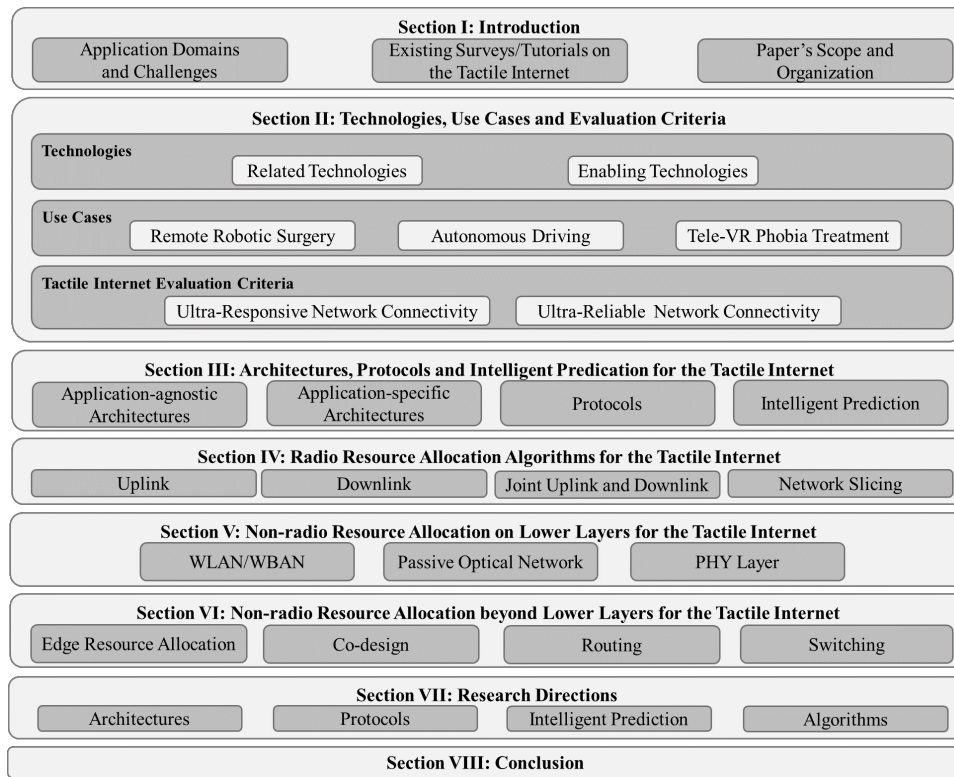 Section I: Introduction
Application Domains
and Challenges
Existing Surveys/Tutorials on
the Tactile Internet
Paper's Scope and
Organization
Section II: Technologies, Use Cases and Evaluation Criteria
Technologies
Related Technologies
Enabling Technologies
Use Cases
Remote Robotic Surgery
Autonomous Driving
Tele-VR Phobia Treatment
Tactile Internet Evaluation Criteria
Ultra-Responsive Network Connectivity
Ultra-Reliable Network Connectivity
Section III: Architectures, Protocols and Intelligent Predication for the Tactile Internet
Application-agnostic
Architectures
Application-specific
Architectures
Protocols
Intelligent Prediction
Section IV: Radio Resource Allocation Algorithms for the Tactile Internet
Uplink
Downlink
Joint Uplink and Downlink
Network Slicing
Section V: Non-radio Resource Allocation on Lower Layers for the Tactile Internet
WLAN/WBAN
Passive Optical Network
PHY Layer
Section VI: Non-radio Resource Allocation beyond Lower Layers for the Tactile Internet
Edge Resource Allocation
Co-design
Routing
Switching
Section VII: Research Directions
Architectures
Protocols
Intelligent Prediction
Algorithms
Section VIII: Conclusion